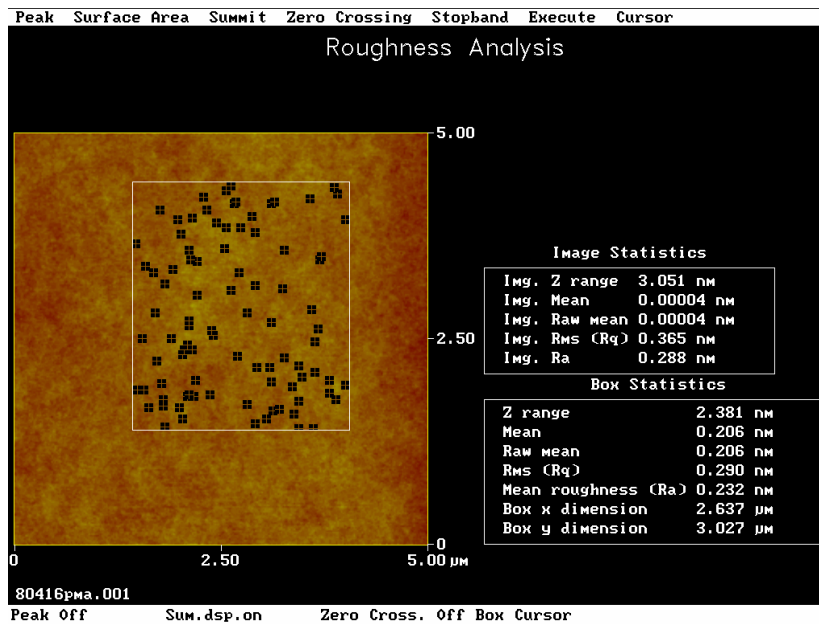 Peak Surface Area Summit Zero Crossing Stopband Execute Cursor
Roughness Analysis
5.00
2.50
0
0 2.50 5.00 µm
Image Statistics
Img. Z range 3.051 nm
Img. Mean 0.00004 nm
Img. Raw mean 0.00004 nm
Img. Rms (Rq) 0.365 nm
Img. Ra 0.288 nm
Box Statistics
Z range 2.381 nm
Mean 0.206 nm
Raw mean 0.206 nm
Rms (Rq) 0.290 nm
Mean roughness (Ra) 0.232 nm
Box x dimension 2.637 µm
Box y dimension 3.027 µm
80416pma.001
Peak Off Sum.dsp.on Zero Cross. Off Box Cursor